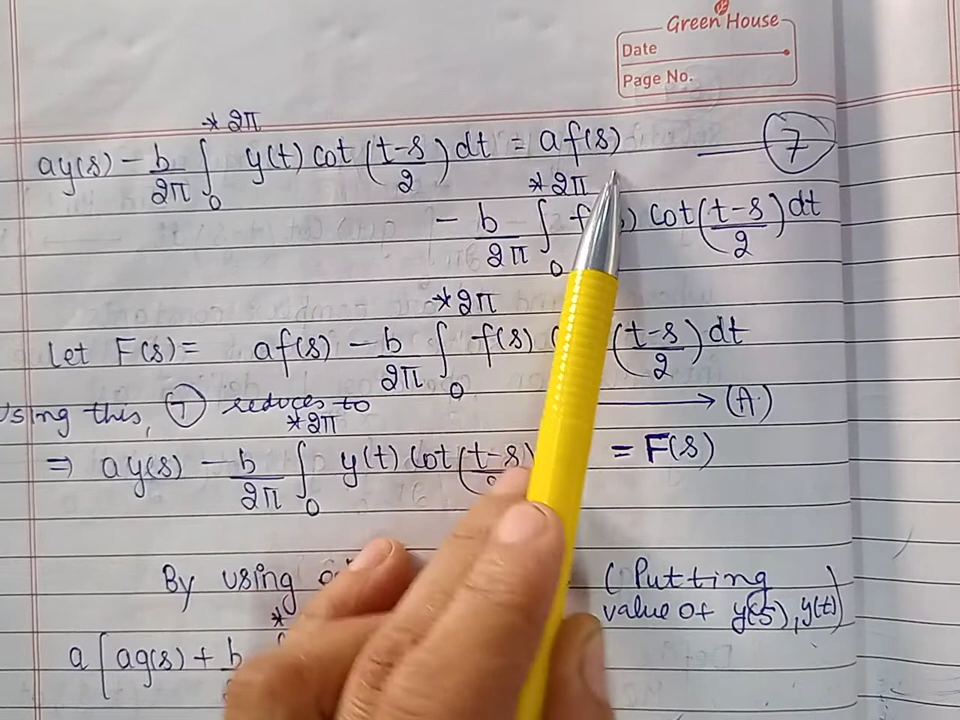 Green House
Date
Page No.
ay(s) - b/2π ∫₀^{*2π} y(t) cot (t-s/2) dt = af(s) — (7)
- b/2π ∫₀^{*2π} f ) cot (t-s/2) dt
Let F(s) = af(s) - b/2π ∫₀^{*2π} f(s) (t-s/2) dt
Using this, (7) reduces to → (A)
⇒ ay(s) - b/2π ∫₀^{*2π} y(t) cot (t-s = F(s)
By using (Putting
value of y(s), y(t))
a [ag(s) + b *